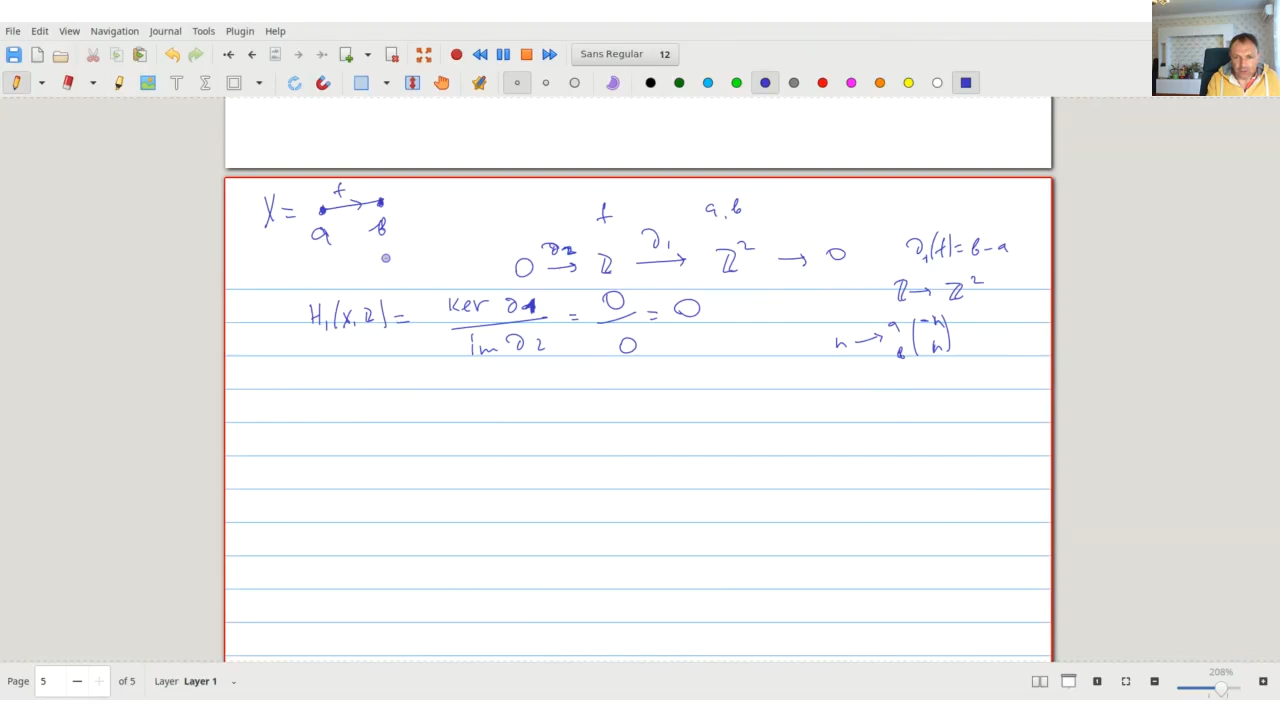 File Edit View Navigation Journal Tools Plugin Help
Sans Regular 12
X = f
a b
f a, b
0 →∂2 ℤ →∂1 ℤ² → 0
∂₁(f) = b - a
ℤ → ℤ²
H₁(X, ℤ) = ker ∂1 / im ∂2 = 0 / 0 = 0
n → a b (-n n)
208%
Page 5 of 5 Layer Layer 1